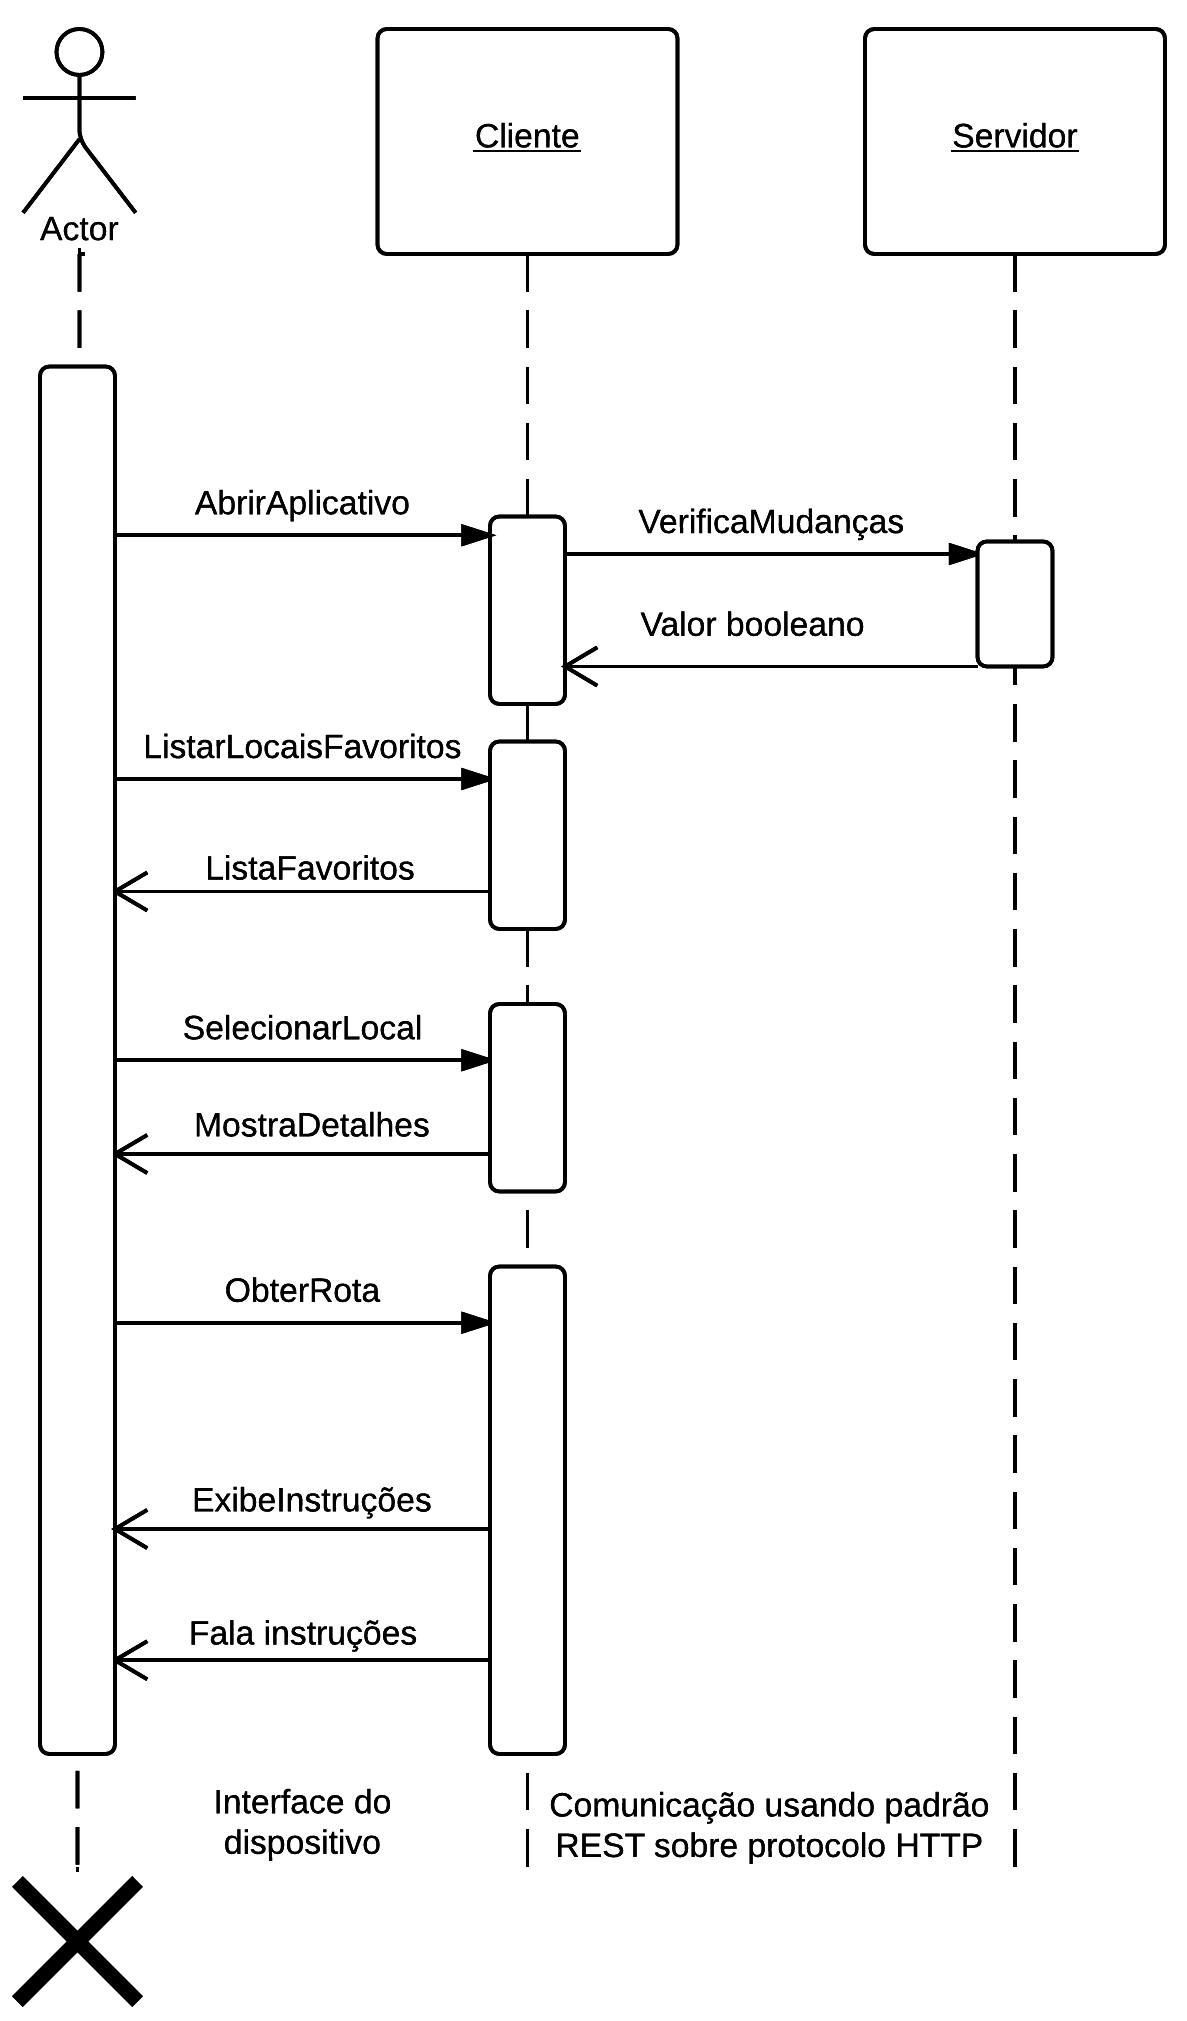 Actor
Cliente
Servidor
AbrirAplicativo
VerificaMudanças
Valor booleano
ListarLocaisFavoritos
ListaFavoritos
SelecionarLocal
MostraDetalhes
ObterRota
ExibeInstruções
Fala instruções
Interface do
dispositivo
Comunicação usando padrão
REST sobre protocolo HTTP